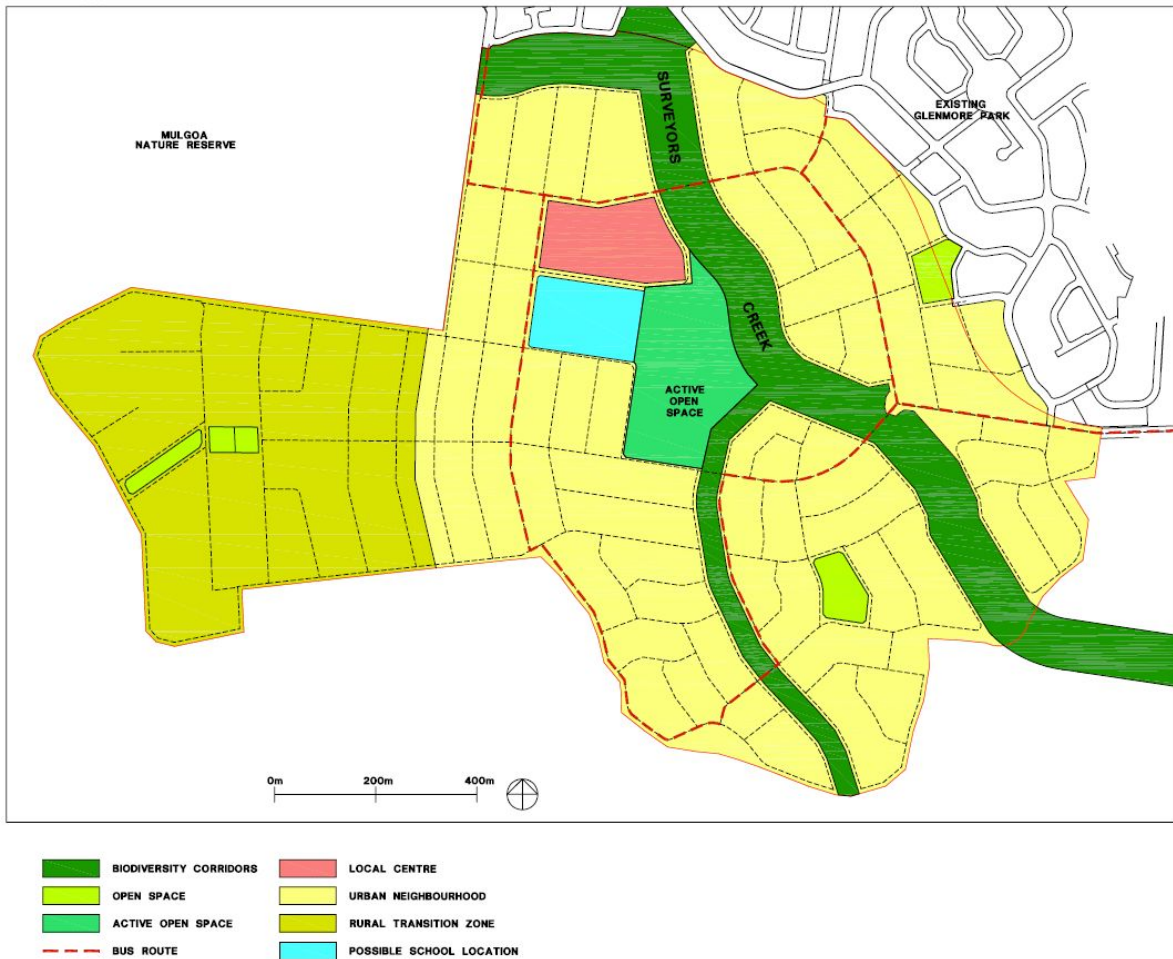 SURVEYORS
CREEK
EXISTING
GLENMORE PARK
MULGOA
NATURE RESERVE
ACTIVE
OPEN
SPACE
0m 200m 400m
BIODIVERSITY CORRIDORS
OPEN SPACE
ACTIVE OPEN SPACE
BUS ROUTE
LOCAL CENTRE
URBAN NEIGHBOURHOOD
RURAL TRANSITION ZONE
POSSIBLE SCHOOL LOCATION